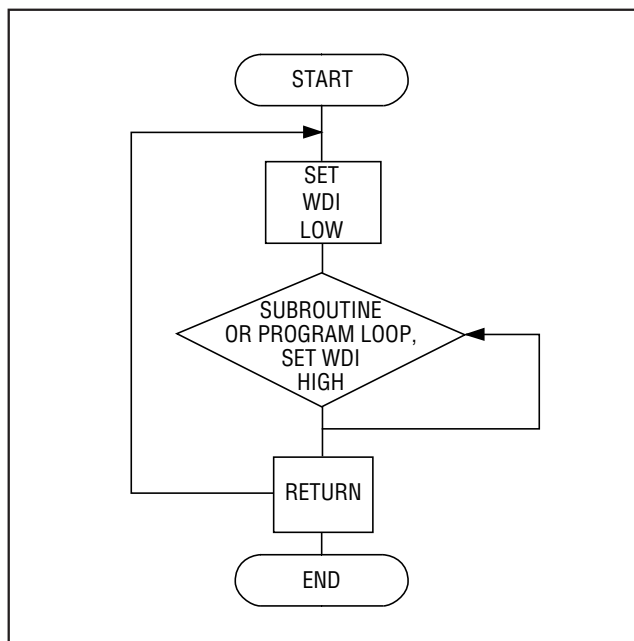 START
SET
WDI
LOW
SUBROUTINE
OR PROGRAM LOOP,
SET WDI
HIGH
RETURN
END